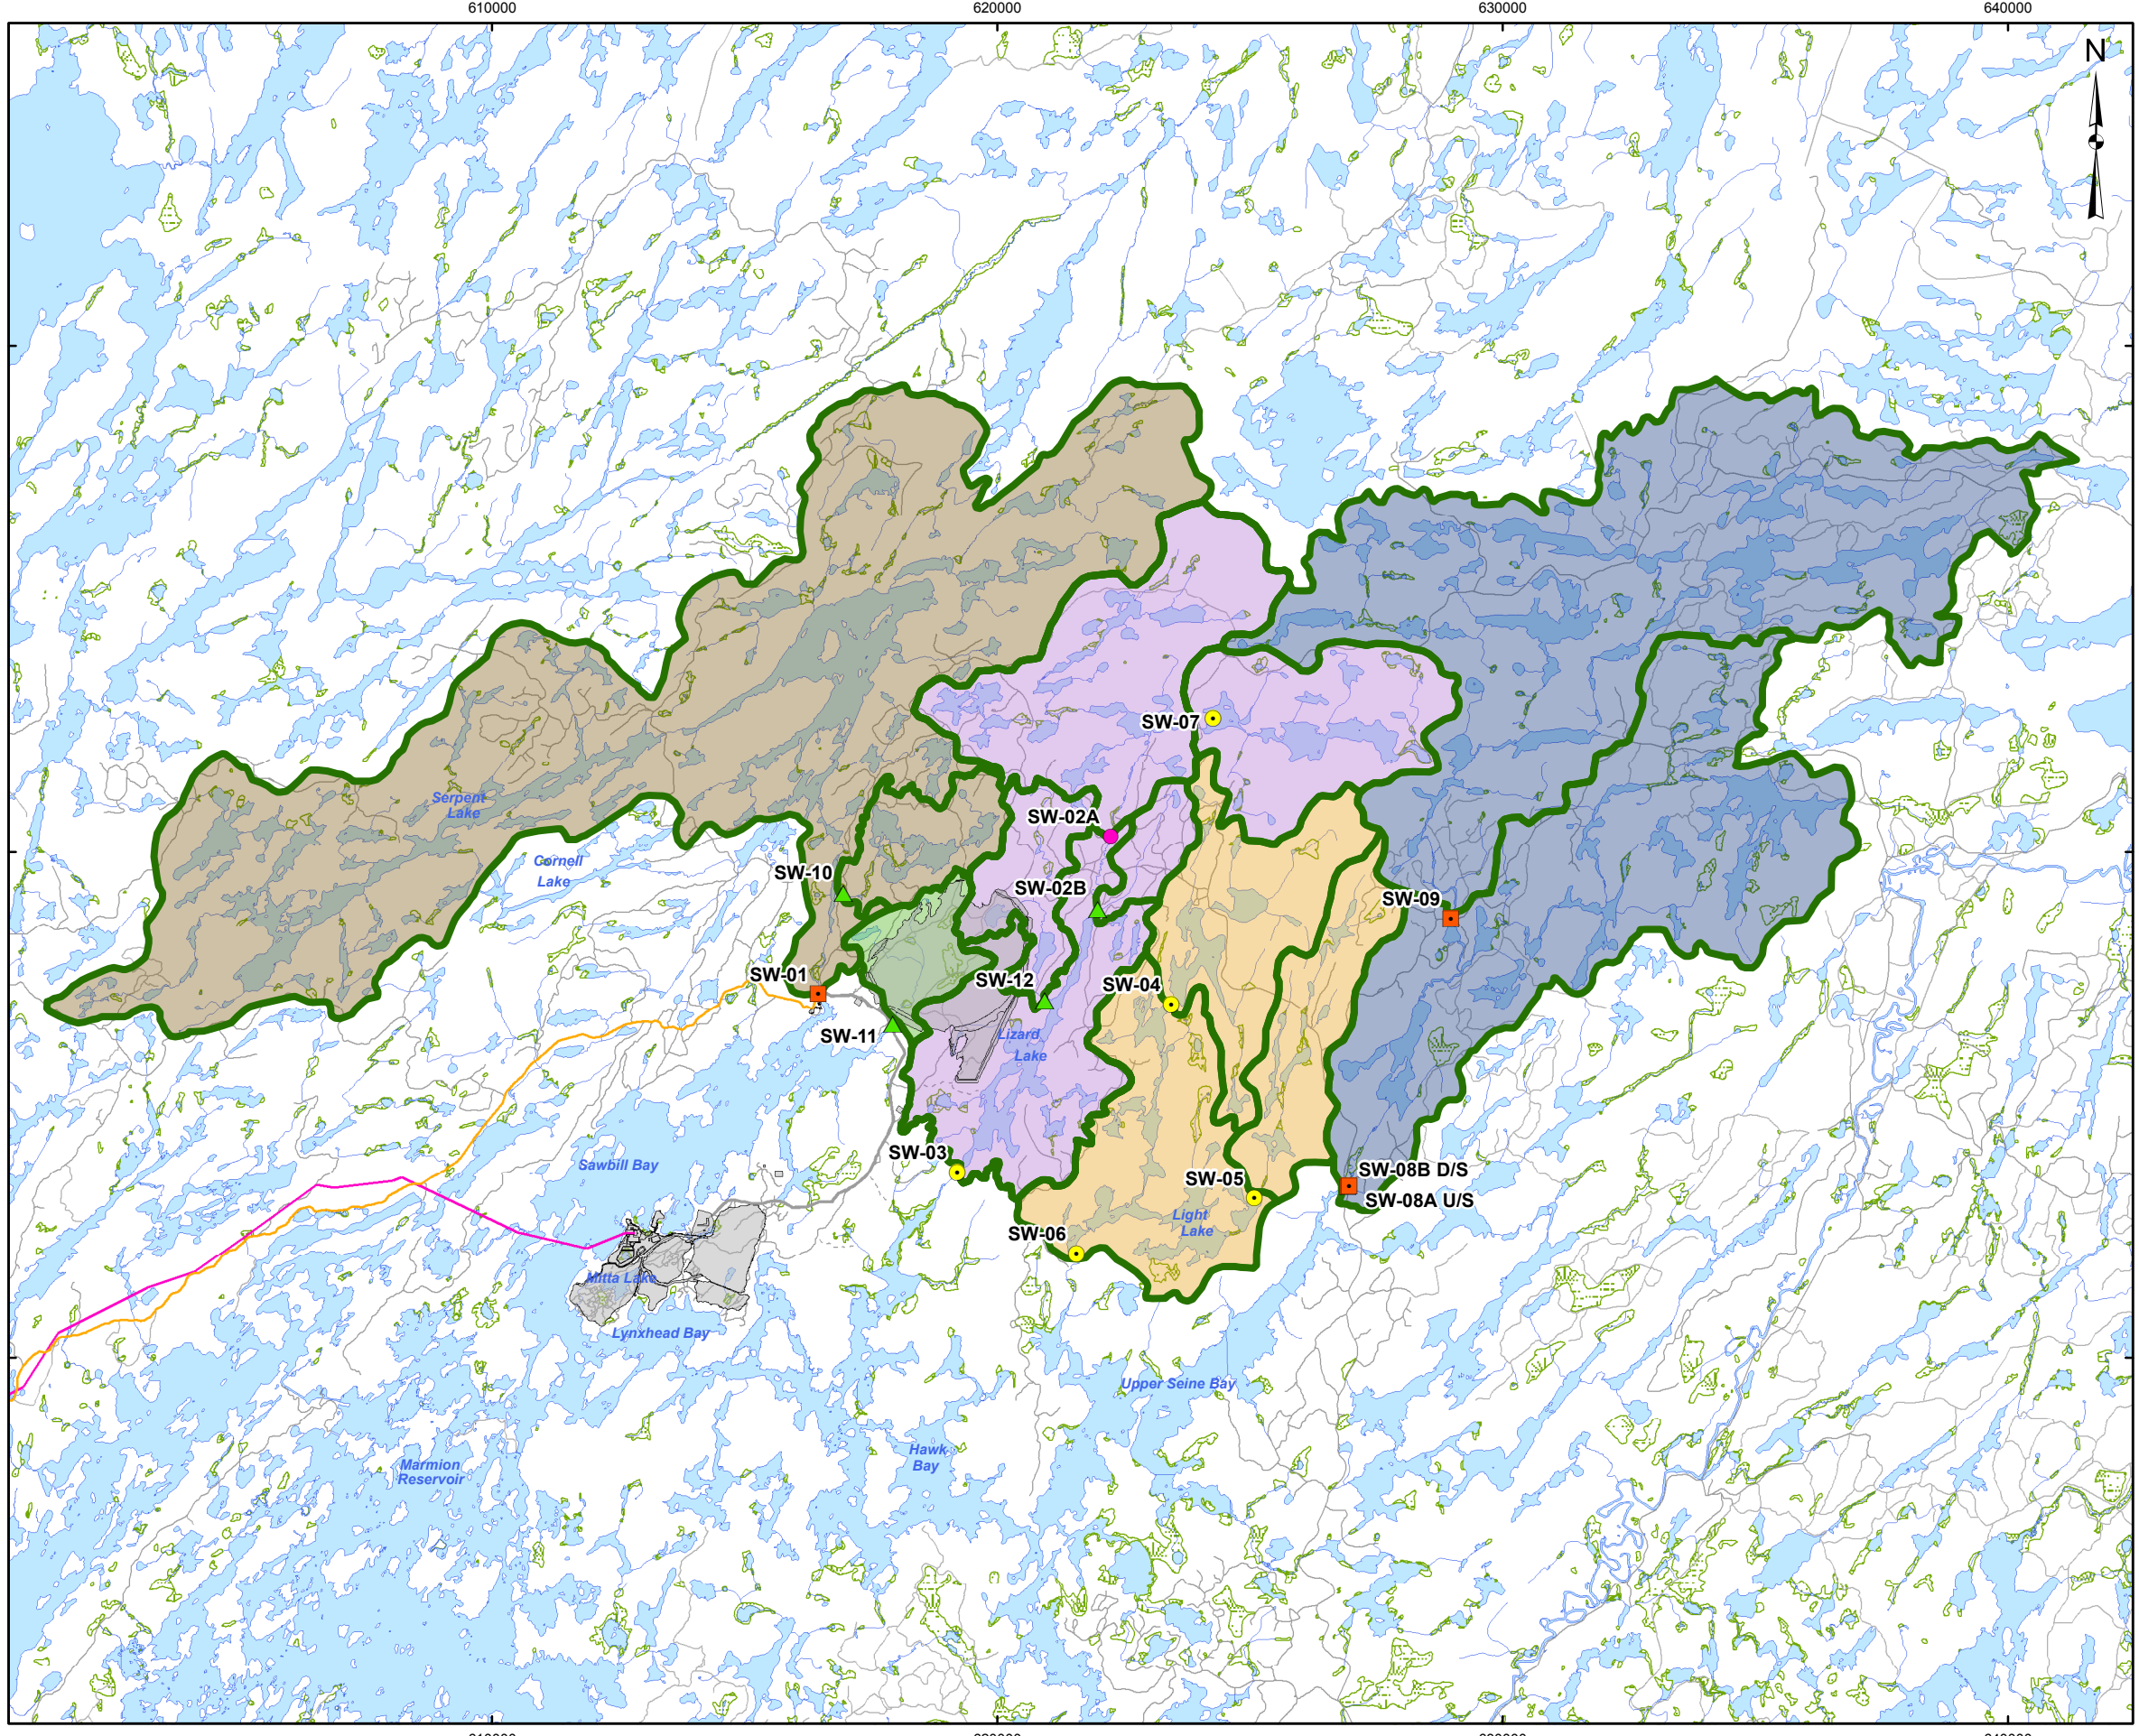 610000
620000
630000
640000
N
SW-07
Serpent
Lake
SW-02A
Cornell
Lake
SW-10
SW-02B
SW-09
SW-01
SW-12
SW-04
SW-11
Lizard
Lake
SW-03
Sawbill Bay
SW-08B D/S
SW-05
SW-08A U/S
Light
Lake
SW-06
Mitta Lake
Lynxhead Bay
Upper Seine Bay
Hawk
Bay
Marmion
Reservoir